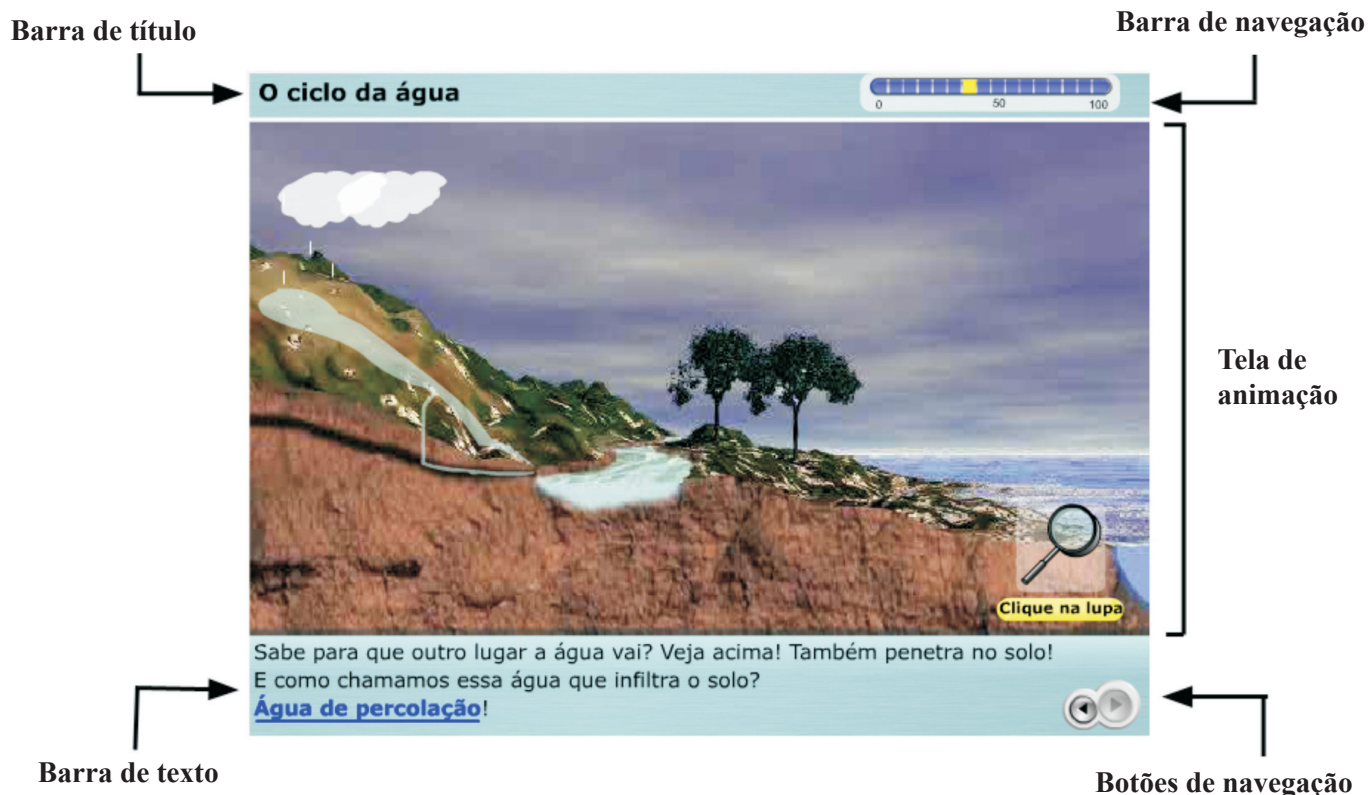 Barra de título
Barra de navegação
O ciclo da água
0 50 100
Tela de
animação
Clique na lupa
Sabe para que outro lugar a água vai? Veja acima! Também penetra no solo!
E como chamamos essa água que infiltra o solo?
Água de percolação!
Barra de texto
Botões de navegação